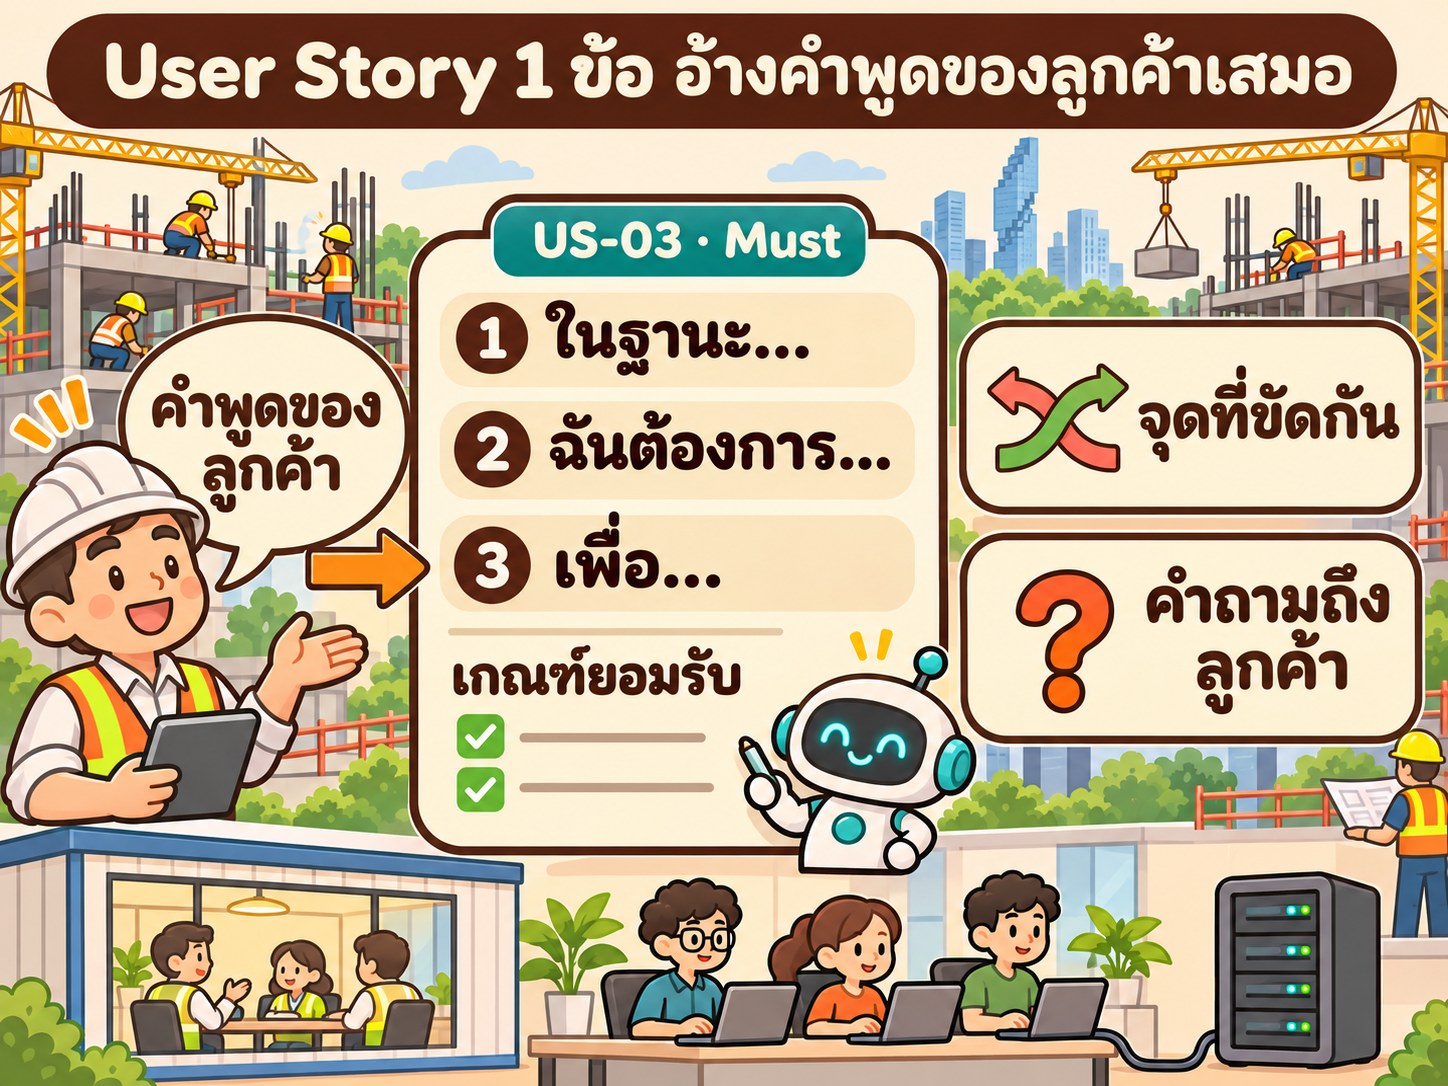 User Story 1 ข้อ อ้างคำพูดของลูกค้าเสมอ
คำพูดของ
ลูกค้า
US-03 · Must
1 ในฐานะ...
2 ฉันต้องการ...
3 เพื่อ...
เกณฑ์ยอมรับ
จุดที่ขัดกัน
คำถามถึง
ลูกค้า